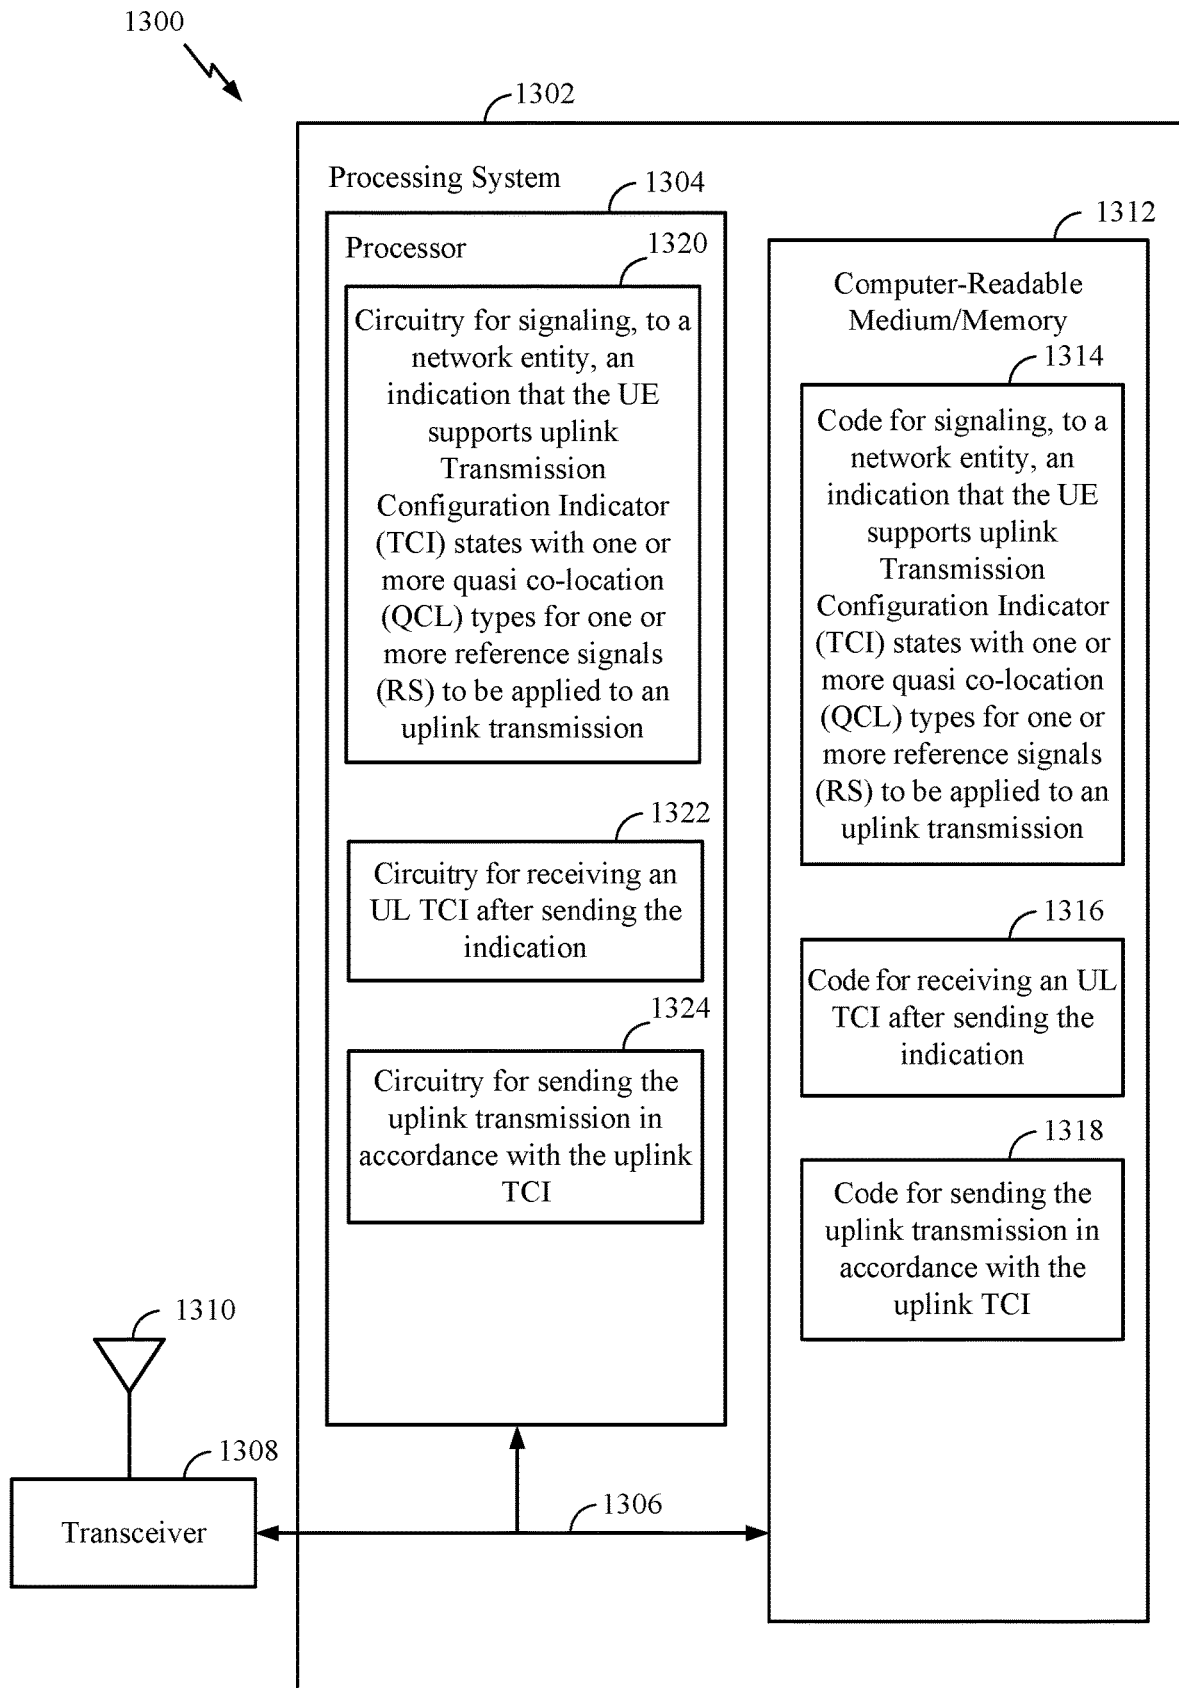 1300
1302
Processing System
1304
Processor
1320
Circuitry for signaling, to a
network entity, an
indication that the UE
supports uplink
Transmission
Configuration Indicator
(TCI) states with one or
more quasi co-location
(QCL) types for one or
more reference signals
(RS) to be applied to an
uplink transmission
1322
Circuitry for receiving an
UL TCI after sending the
indication
1324
Circuitry for sending the
uplink transmission in
accordance with the uplink
TCI
1312
Computer-Readable
Medium/Memory
1314
Code for signaling, to a
network entity, an
indication that the UE
supports uplink
Transmission
Configuration Indicator
(TCI) states with one or
more quasi co-location
(QCL) types for one or
more reference signals
(RS) to be applied to an
uplink transmission
1316
Code for receiving an UL
TCI after sending the
indication
1318
Code for sending the
uplink transmission in
accordance with the
uplink TCI
1310
1308
Transceiver
1306